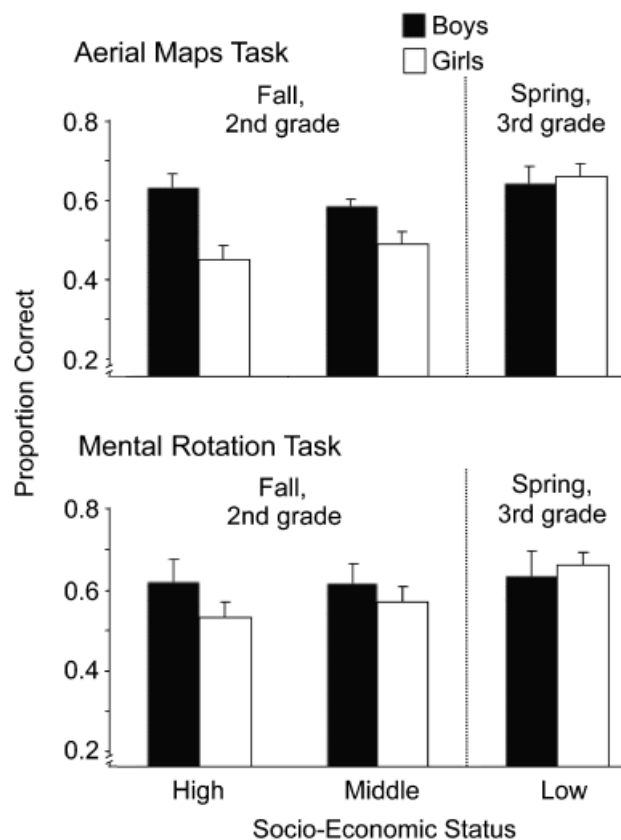 Boys
Girls
Aerial Maps Task
Fall,
2nd grade
Spring,
3rd grade
0.8
0.6
0.4
0.2
Proportion Correct
Mental Rotation Task
Fall,
2nd grade
Spring,
3rd grade
0.8
0.6
0.4
0.2
High Middle Low
Socio-Economic Status